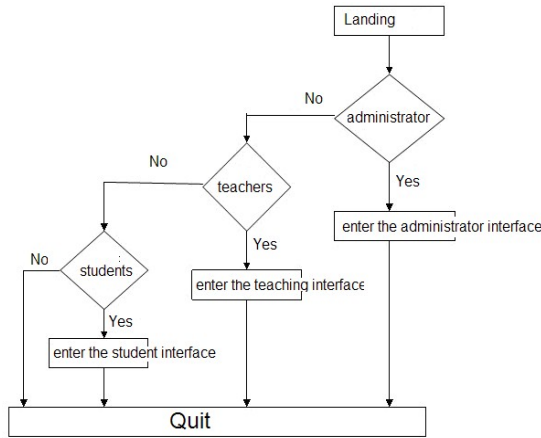 Landing
No
administrator
No
Yes
teachers
enter the administrator interface
Yes
No
students
enter the teaching interface
Yes
enter the student interface
Quit